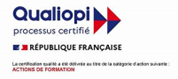 Qualiopi
processus certifié
RÉPUBLIQUE FRANÇAISE
La certification qualité a été délivrée au titre de la catégorie d'action suivante :
ACTIONS DE FORMATION